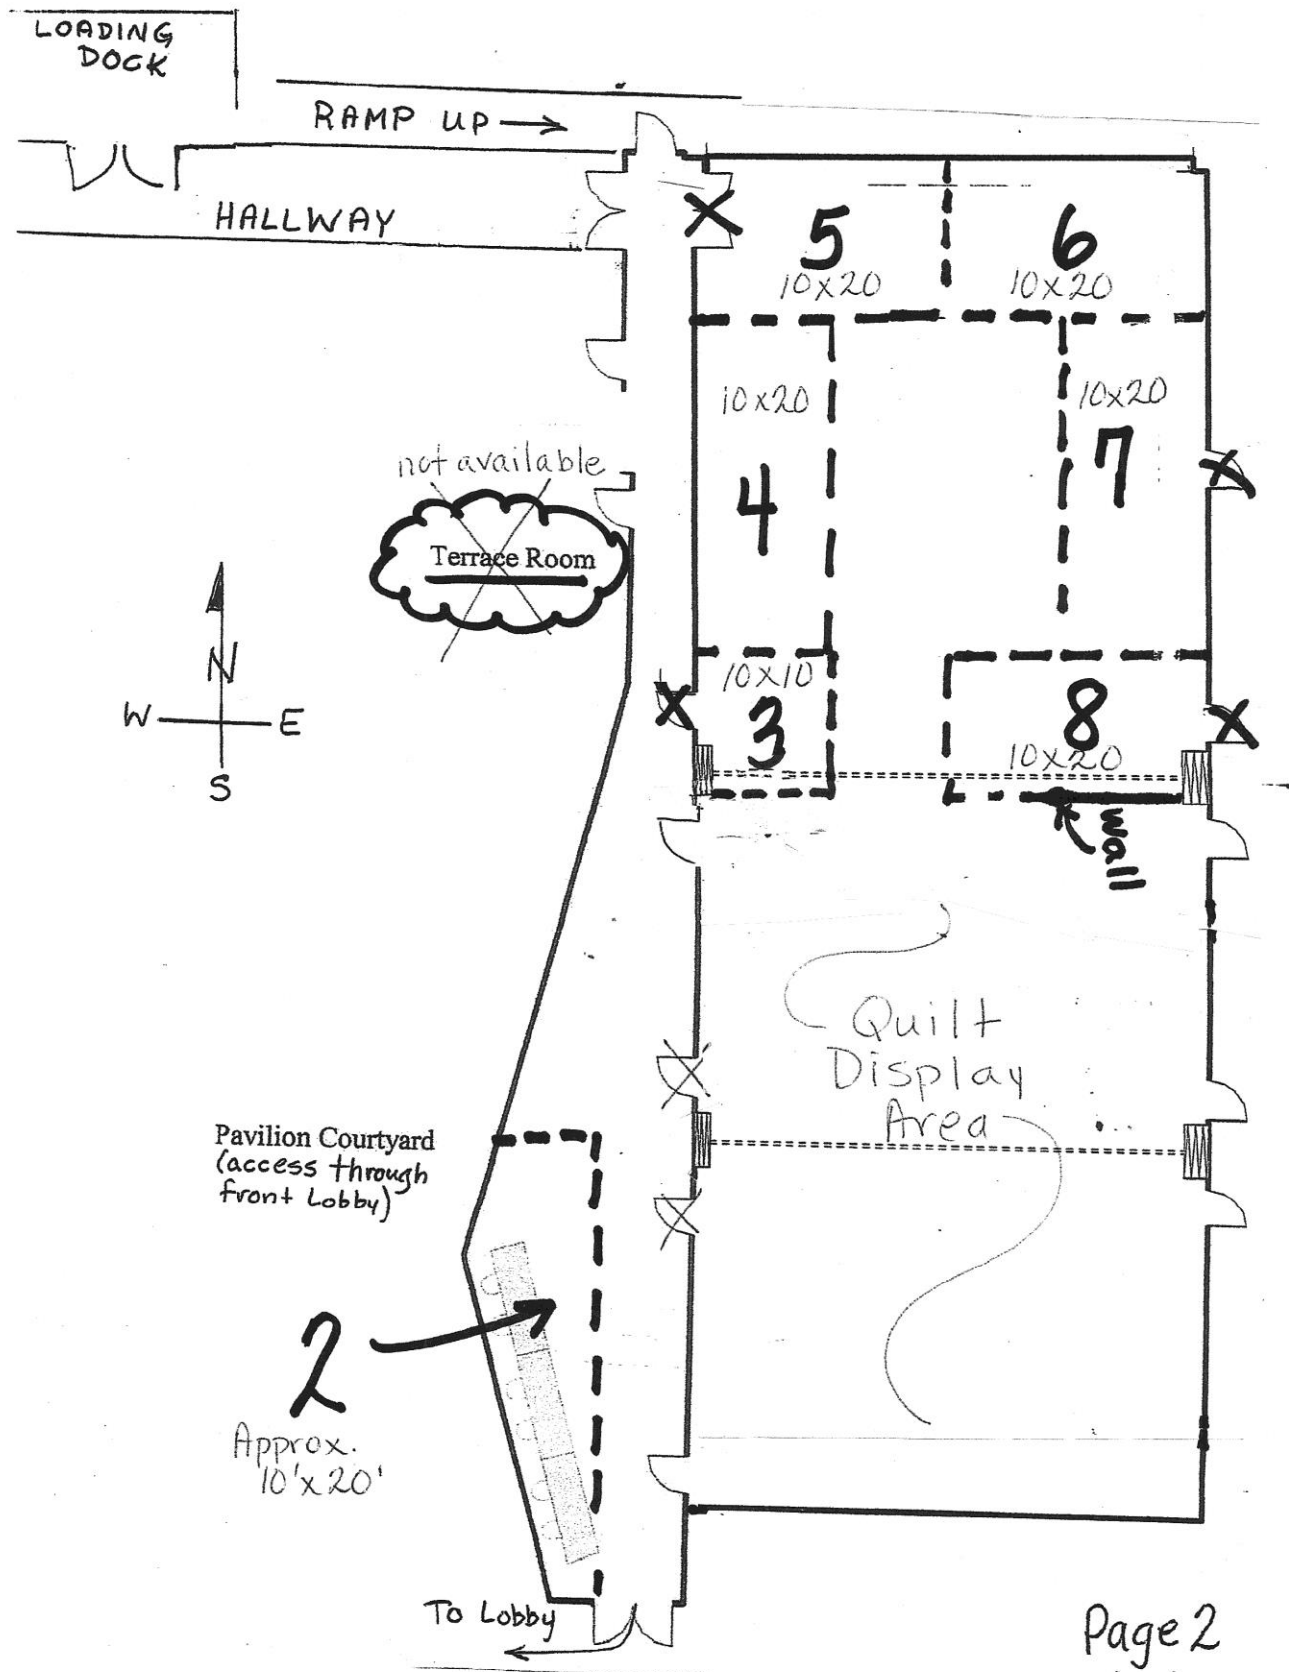 LOADING
DOCK
RAMP UP →
HALLWAY
5
10x20
6
10x20
10x20
4
10x20
7
not available
Terrace Room
N
W E
S
10x10
3
8
10x20
wall
Quilt
Display
Area
Pavilion Courtyard
(access through
front Lobby)
2
Approx.
10'x20'
To Lobby
Page 2